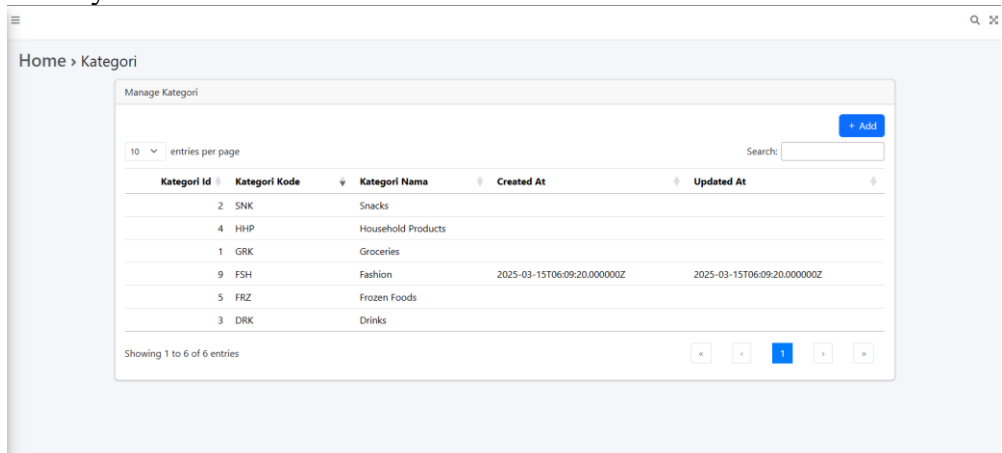 Home › Kategori
Manage Kategori
+ Add
10 entries per page Search:
Kategori Id Kategori Kode Kategori Nama Created At Updated At
2 SNK Snacks
4 HHP Household Products
1 GRK Groceries
9 FSH Fashion 2025-03-15T06:09:20.000000Z 2025-03-15T06:09:20.000000Z
5 FRZ Frozen Foods
3 DRK Drinks
Showing 1 to 6 of 6 entries « ‹ 1 › »